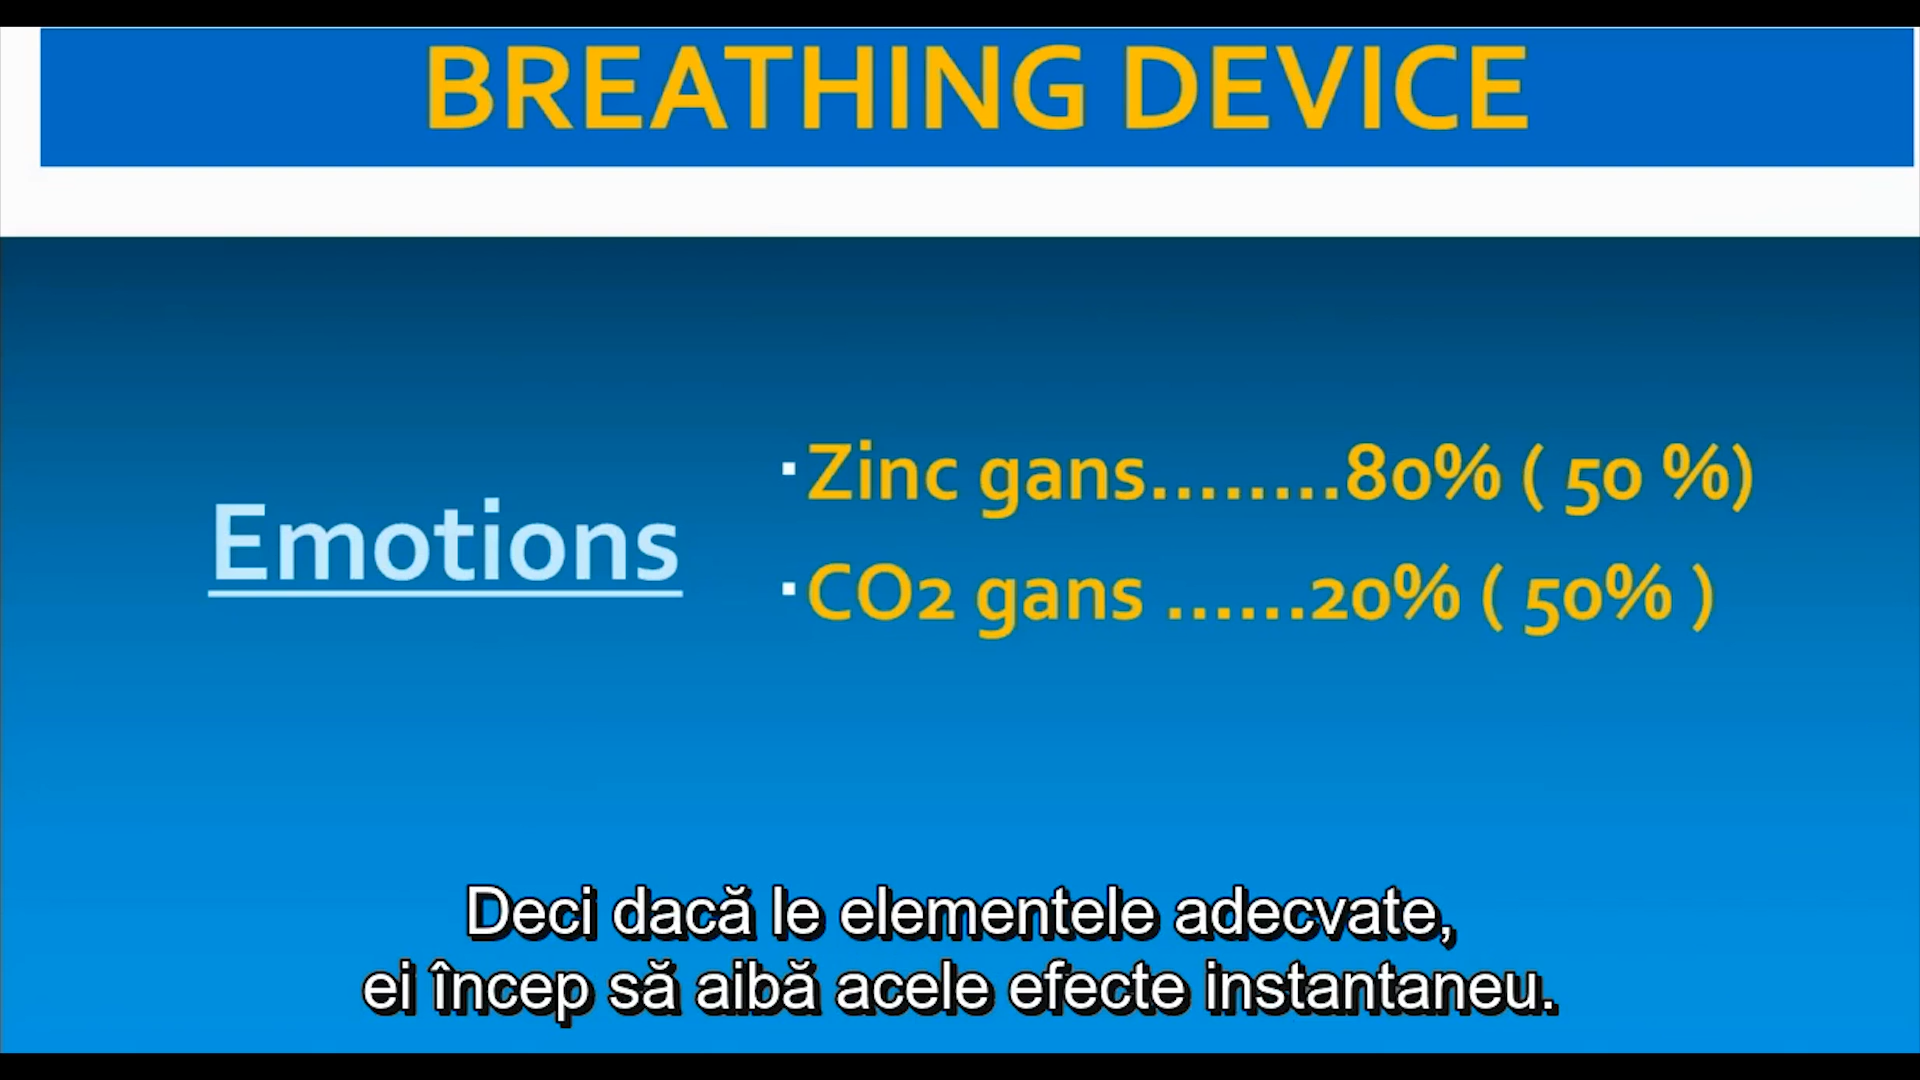 BREATHING DEVICE
Emotions
▪Zinc gans........80% ( 50 %)
▪CO2 gans ......20% ( 50% )
Deci dacă le elementele adecvate,
ei încep să aibă acele efecte instantaneu.